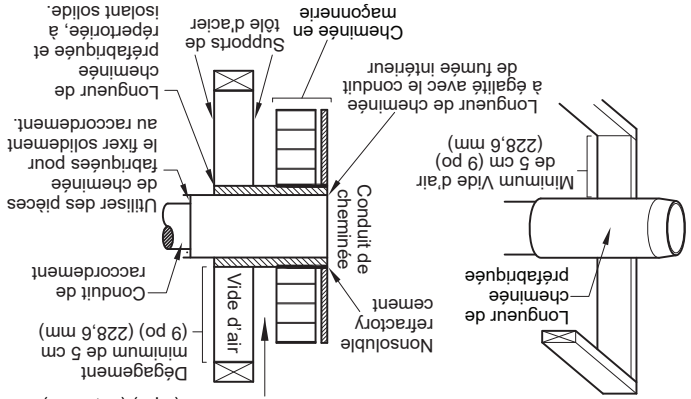 Dégagement
minimum de 5 cm
(9 po) (228,6 mm)
Vide d'air
Nonsoluble
refractory
cement
Conduit de
raccordement
Conduit de
cheminée
Longueur de
cheminée
préfabriquée
Utiliser des pièces
de cheminée
fabriquées pour
le fixer solidement
au raccordement.
Minimum Vide d'air
de 5 cm (9 po)
(228,6 mm)
Longueur de
cheminée
préfabriquée et
répertoriée, à
isolant solide.
Longueur de cheminée
à égalité avec le conduit
de fumée intérieur
Supports de
tôle d'acier
Cheminée en
maçonnerie